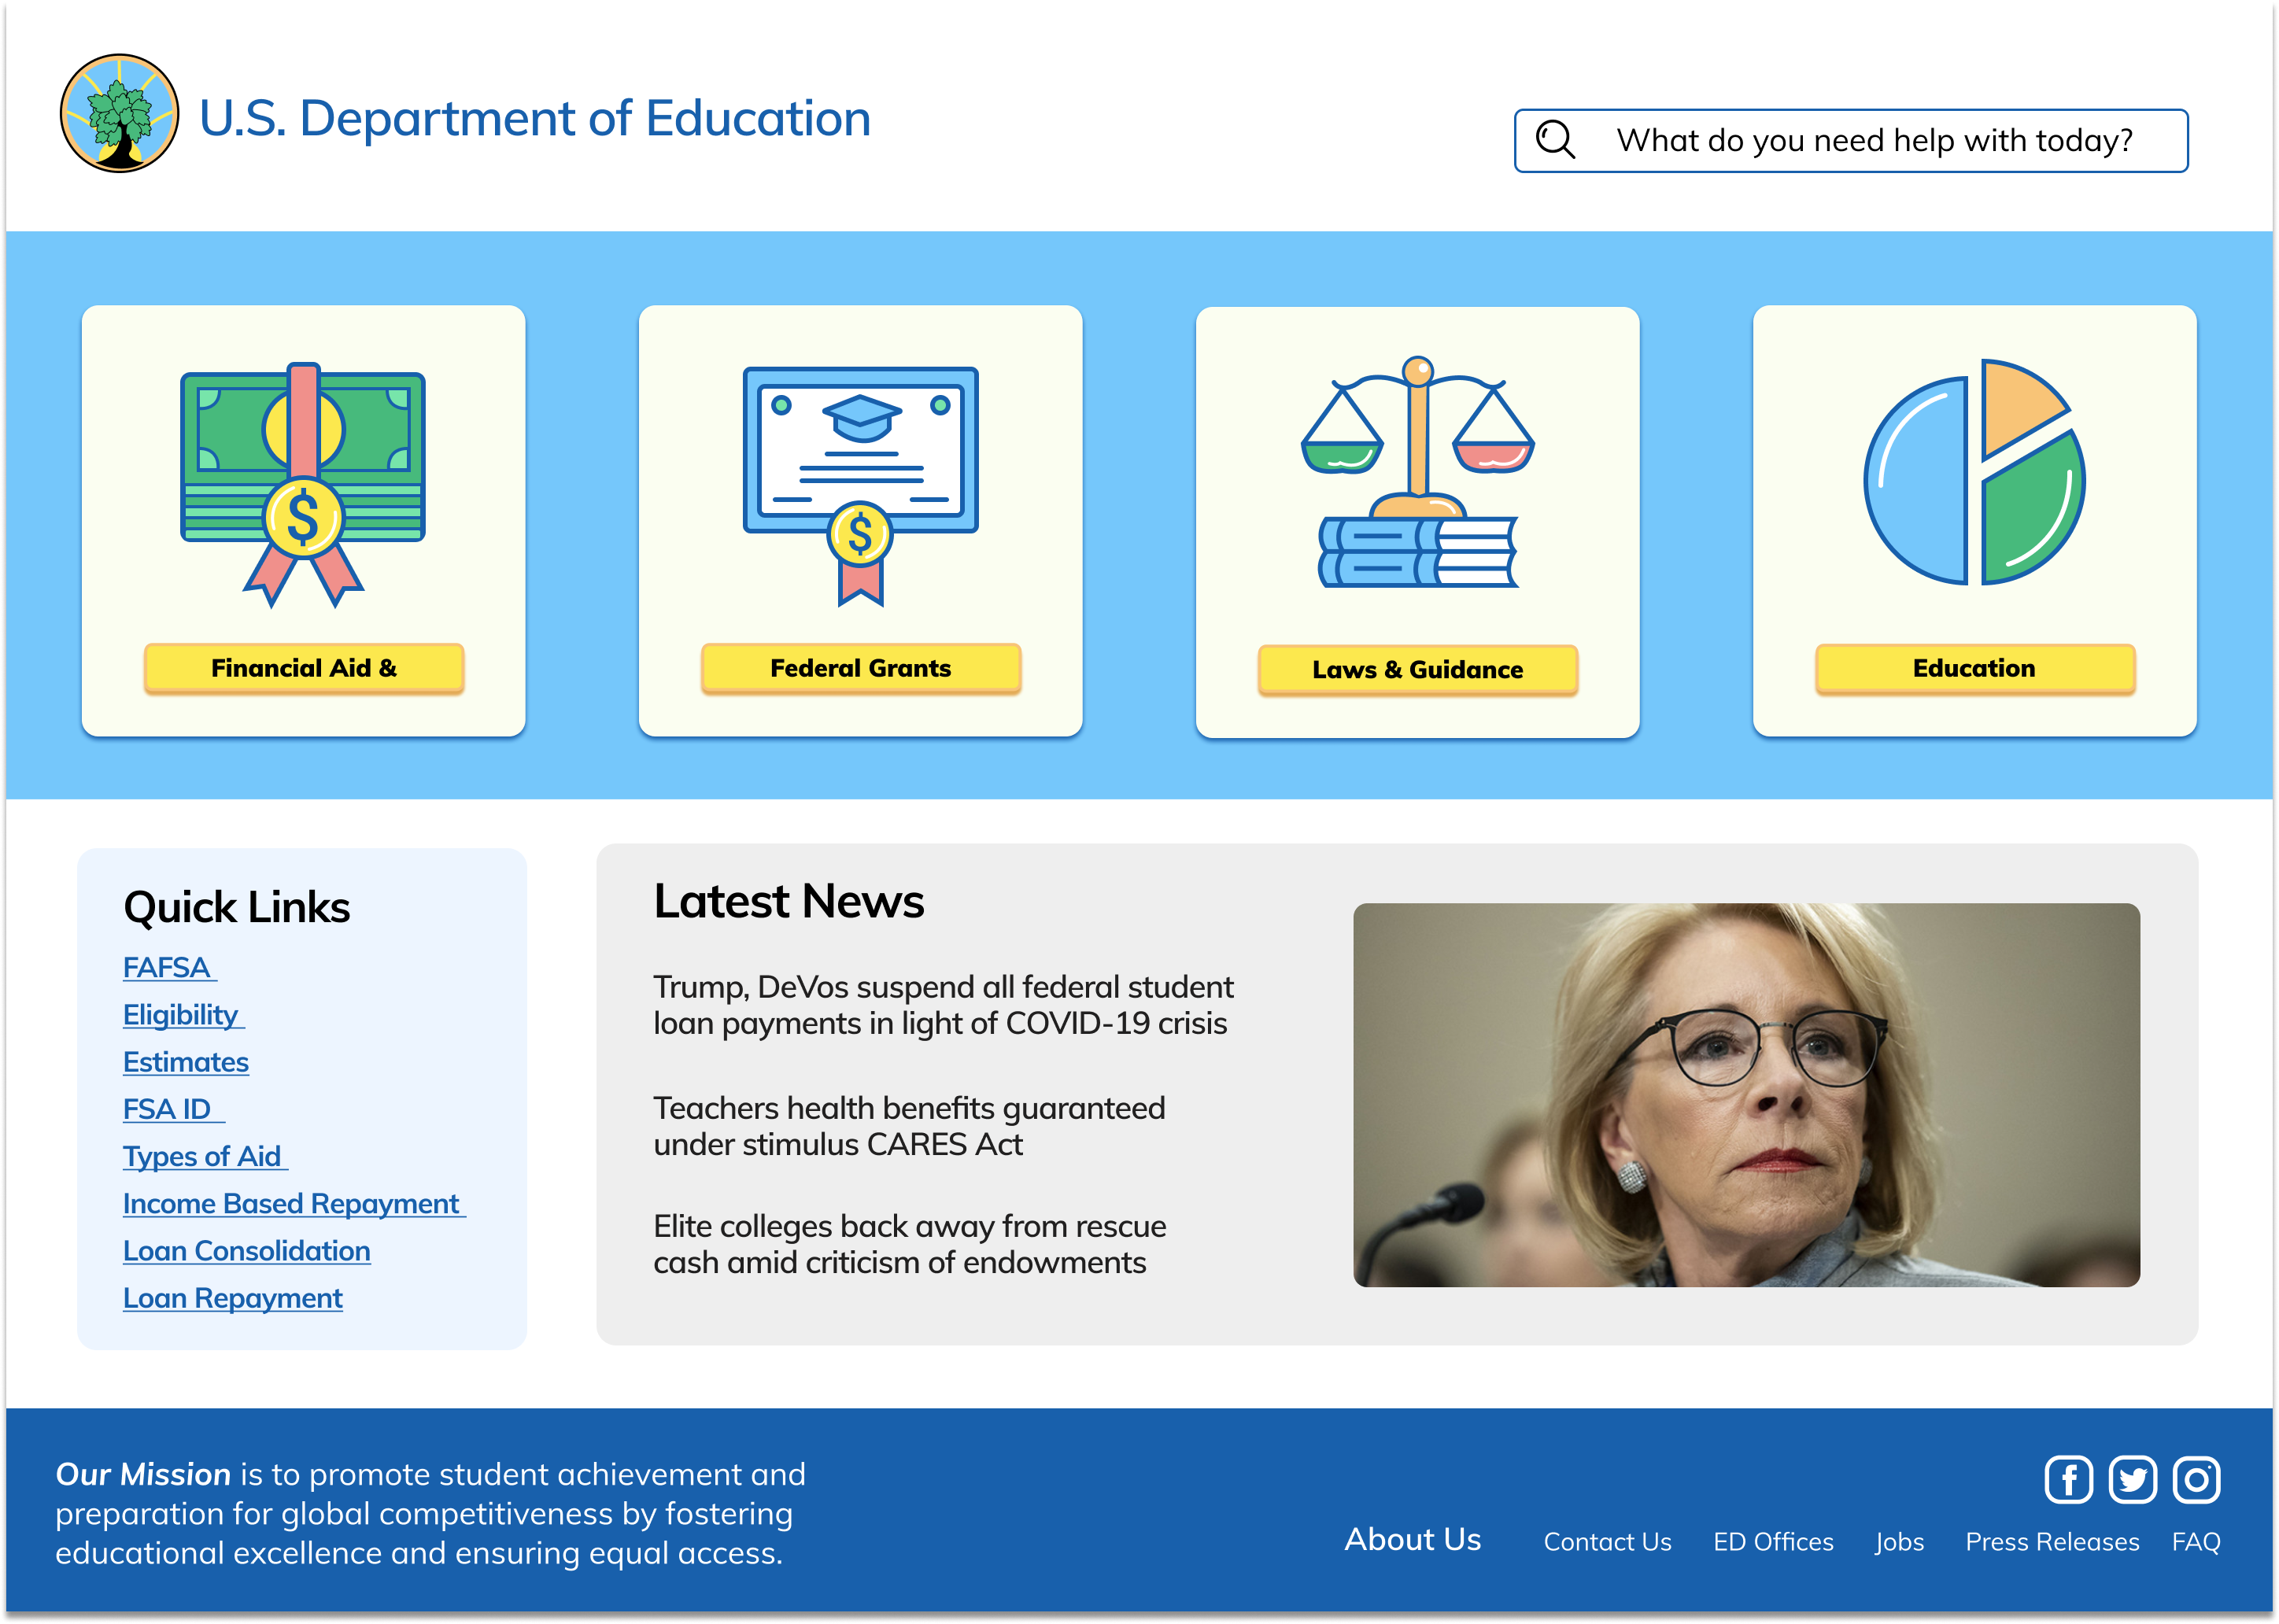 U.S. Department of Education
What do you need help with today?
$
$
Financial Aid &
Federal Grants
Laws & Guidance
Education
Quick Links
FAFSA
Eligibility
Estimates
FSA ID
Types of Aid
Income Based Repayment
Loan Consolidation
Loan Repayment
Latest News
Trump, DeVos suspend all federal student
loan payments in light of COVID-19 crisis
Teachers health benefits guaranteed
under stimulus CARES Act
Elite colleges back away from rescue
cash amid criticism of endowments
Our Mission is to promote student achievement and
preparation for global competitiveness by fostering
educational excellence and ensuring equal access.
About Us Contact Us ED Offices Jobs Press Releases FAQ